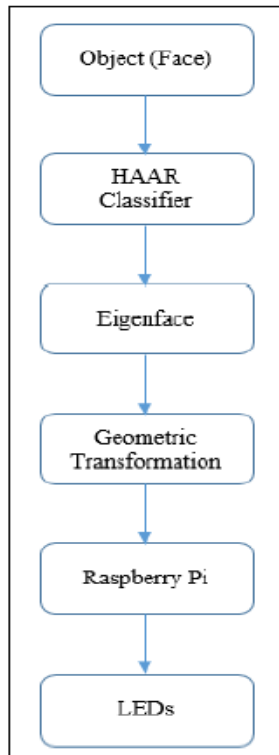 Object (Face)
HAAR
Classifier
Eigenface
Geometric
Transformation
Raspberry Pi
LEDs